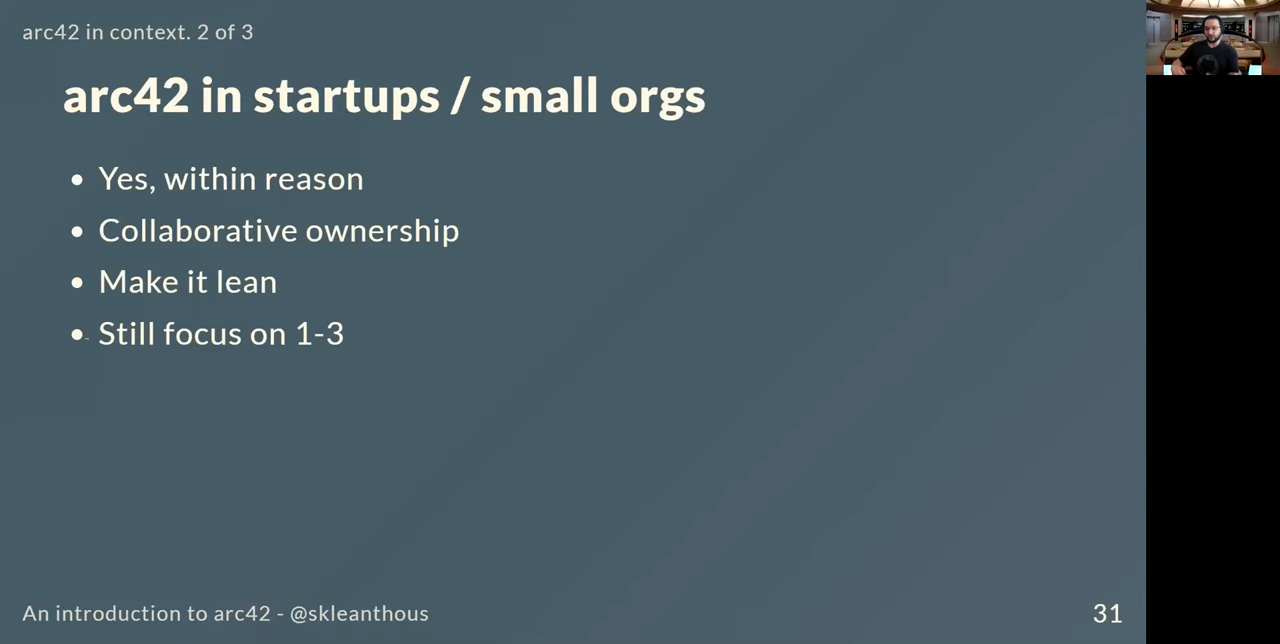 arc42 in context. 2 of 3
arc42 in startups / small orgs
• Yes, within reason
• Collaborative ownership
• Make it lean
• Still focus on 1-3
An introduction to arc42 - @skleanthous
31